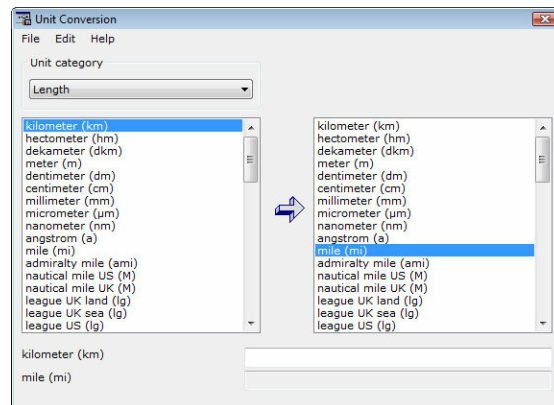 Unit Conversion
File Edit Help
Unit category
Length
kilometer (km)
hectometer (hm)
dekameter (dkm)
meter (m)
dentimeter (dm)
centimeter (cm)
millimeter (mm)
micrometer (µm)
nanometer (nm)
angstrom (a)
mile (mi)
admiralty mile (ami)
nautical mile US (M)
nautical mile UK (M)
league UK land (lg)
league UK sea (lg)
league US (lg)
kilometer (km)
hectometer (hm)
dekameter (dkm)
meter (m)
dentimeter (dm)
centimeter (cm)
millimeter (mm)
micrometer (µm)
nanometer (nm)
angstrom (a)
mile (mi)
admiralty mile (ami)
nautical mile US (M)
nautical mile UK (M)
league UK land (lg)
league UK sea (lg)
league US (lg)
kilometer (km)
mile (mi)